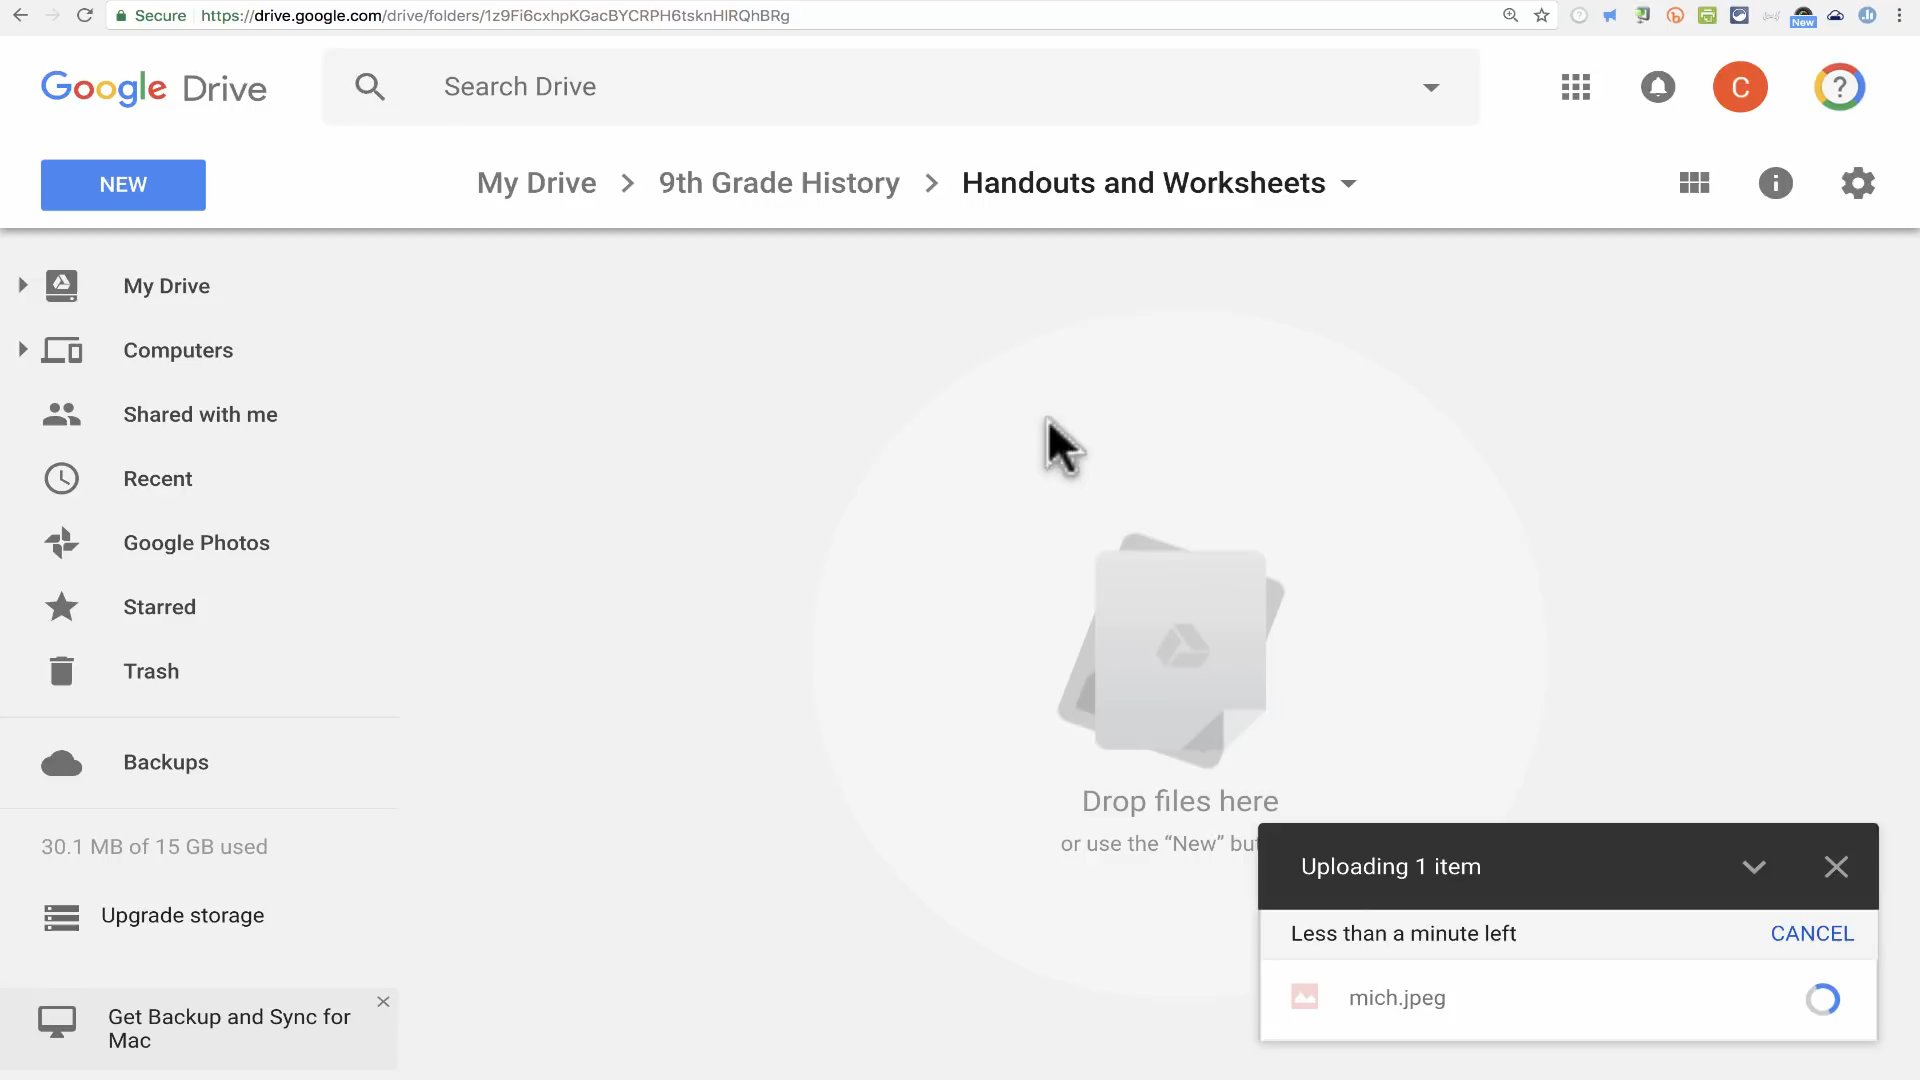 Secure https://drive.google.com/drive/folders/1z9Fi6cxhpKGacBYCRPH6tsknHlRQhBRg
New
Google Drive
Search Drive
C
?
NEW
My Drive > 9th Grade History > Handouts and Worksheets
My Drive
Computers
Shared with me
Recent
Google Photos
Starred
Trash
Backups
30.1 MB of 15 GB used
Upgrade storage
Get Backup and Sync for
Mac
Drop files here
or use the “New” but
Uploading 1 item
Less than a minute left
CANCEL
mich.jpeg